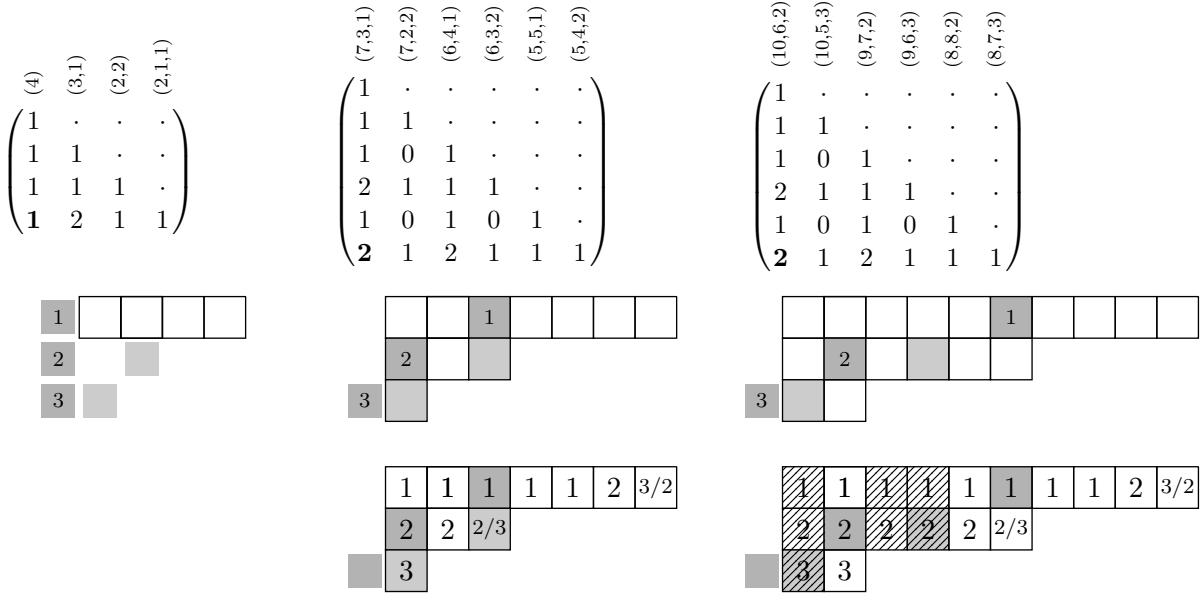 (4) (3,1) (2,2) (2,1,1)
1 · · ·
1 1 · ·
1 1 1 ·
1 2 1 1
(7,3,1) (7,2,2) (6,4,1) (6,3,2) (5,5,1) (5,4,2)
1 · · · · ·
1 1 · · · ·
1 0 1 · · ·
2 1 1 1 · ·
1 0 1 0 1 ·
2 1 2 1 1 1
(10,6,2) (10,5,3) (9,7,2) (9,6,3) (8,8,2) (8,7,3)
1 · · · · ·
1 1 · · · ·
1 0 1 · · ·
2 1 1 1 · ·
1 0 1 0 1 ·
2 1 2 1 1 1
1
2
3
1
2
3
1
2
3
1 1 1 1 1 2 3/2
2 2 2/3
3
1 1 1 1 1 1 1 1 2 3/2
2 2 2 2 2 2/3
3 3